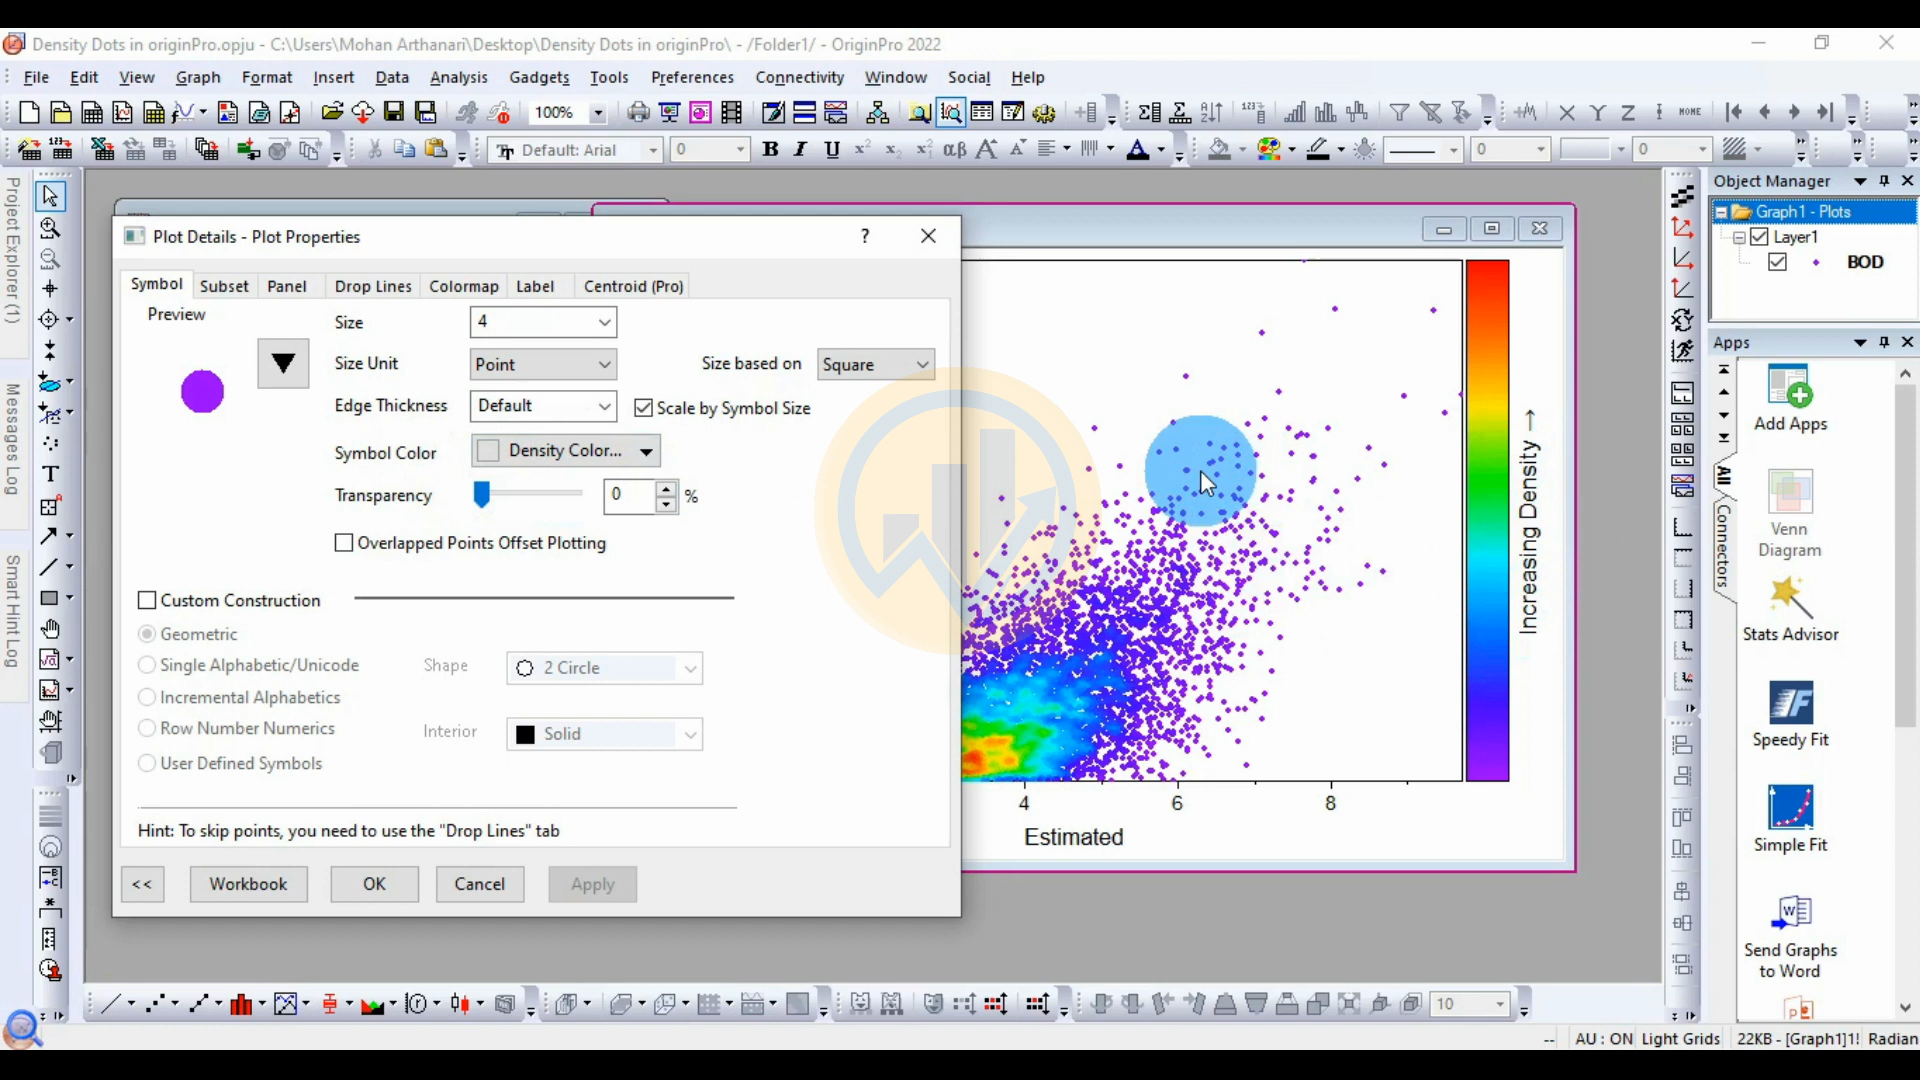 Density Dots in originPro.opju - C:\Users\Mohan Arthanari\Desktop\Density Dots in originPro\ - /Folder1/ - OriginPro 2022
File Edit View Graph Format Insert Data Analysis Gadgets Tools Preferences Connectivity Window Social Help
100%
X Y Z HOME
Default: Arial 0 B I U αβ A A 0 0
Project Explorer (1)
Messages Log
Smart Hint Log
T
Plot Details - Plot Properties ? ×
Symbol Subset Panel Drop Lines Colormap Label Centroid (Pro)
Preview
Size 4
Size Unit Point Size based on Square
Edge Thickness Default Scale by Symbol Size
Symbol Color Density Color...
Transparency 0 %
Overlapped Points Offset Plotting
Custom Construction
Geometric
Single Alphabetic/Unicode Shape 2 Circle
Incremental Alphabetics
Row Number Numerics Interior Solid
User Defined Symbols
Hint: To skip points, you need to use the "Drop Lines" tab
<< Workbook OK Cancel Apply
4 6 8
Estimated
Increasing Density →
Object Manager
Graph1 - Plots
Layer1
BOD
Apps
All
Connectors
Add Apps
Venn
Diagram
Stats Advisor
Speedy Fit
Simple Fit
Send Graphs
to Word
10
-- AU : ON Light Grids 22KB - [Graph1]1! Radian